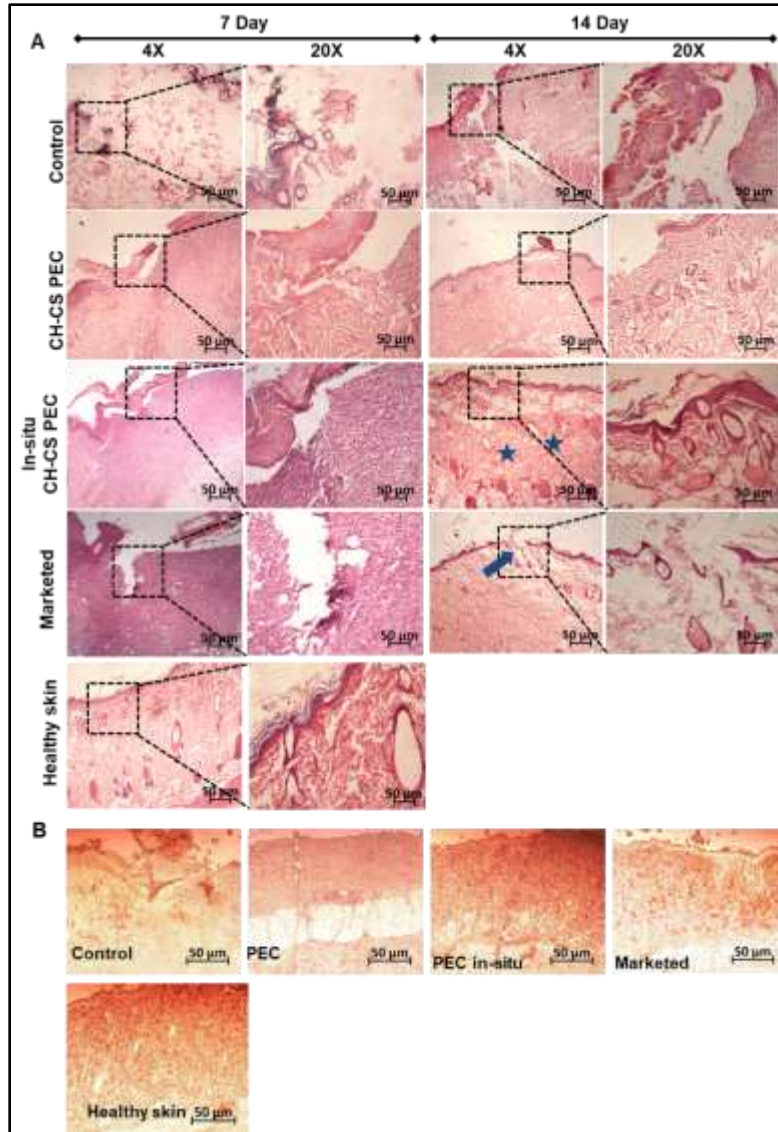 7 Day 14 Day
A 4X 20X 4X 20X
Control
50 µm 50 µm 50 µm 50 µm
CH-CS PEC
50 µm 50 µm 50 µm 50 µm
In-situ
CH-CS PEC
50 µm 50 µm 50 µm 50 µm
Marketed
50 µm 50 µm 50 µm 50 µm
Healthy skin
50 µm 50 µm
B
Control 50 µm PEC 50 µm PEC in-situ 50 µm Marketed 50 µm
Healthy skin 50 µm